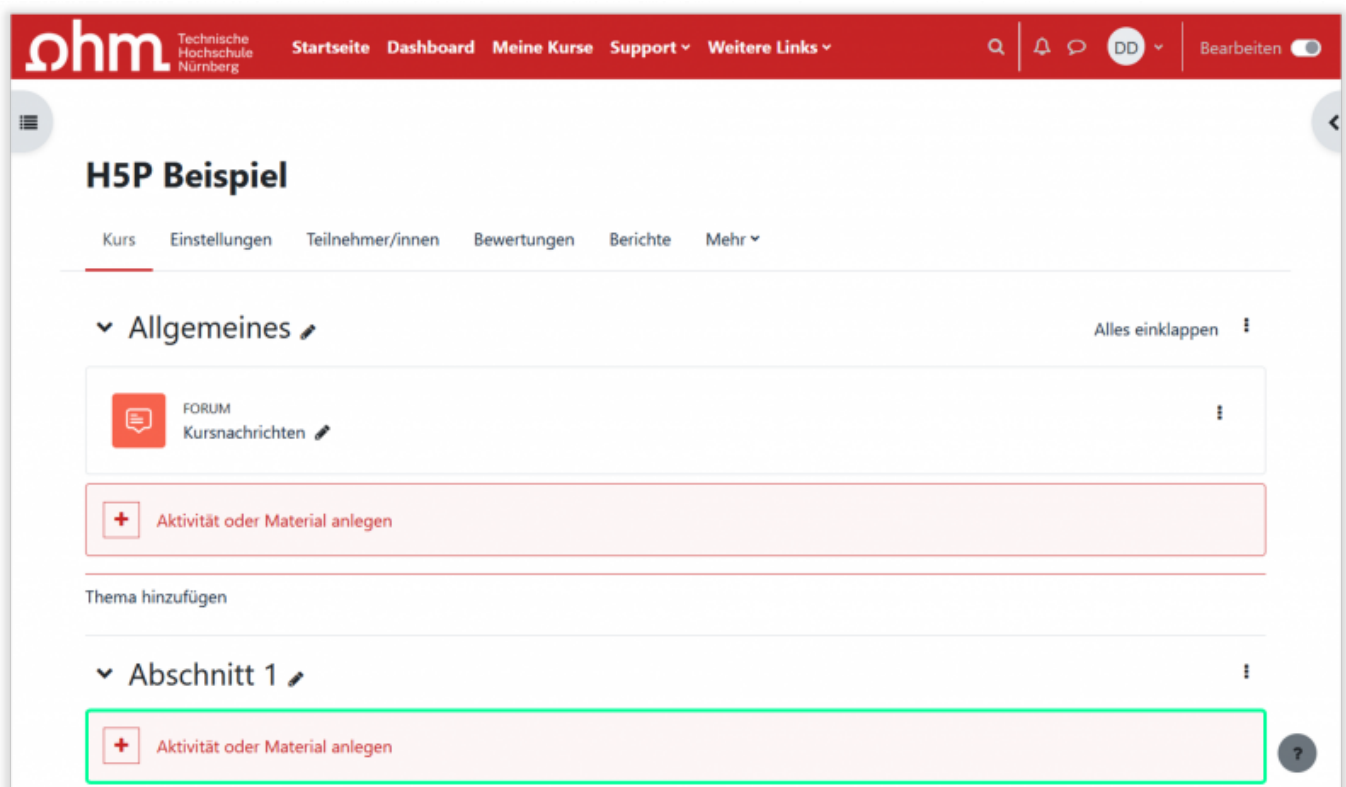 ohm Technische
Hochschule
Nürnberg
Startseite Dashboard Meine Kurse Support Weitere Links DD Bearbeiten
H5P Beispiel
Kurs Einstellungen Teilnehmer/innen Bewertungen Berichte Mehr
Allgemeines Alles einklappen
FORUM
Kursnachrichten
+ Aktivität oder Material anlegen
Thema hinzufügen
Abschnitt 1
+ Aktivität oder Material anlegen
?